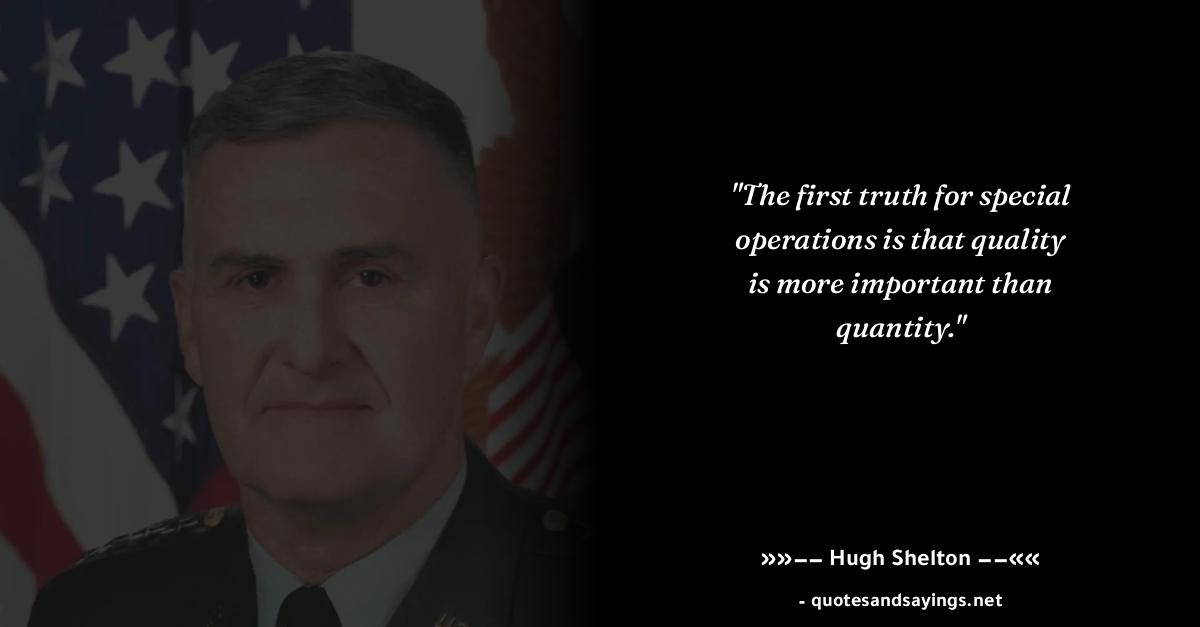 "The first truth for special
operations is that quality
is more important than
quantity."
»»—— Hugh Shelton ——««
- quotesandsayings.net